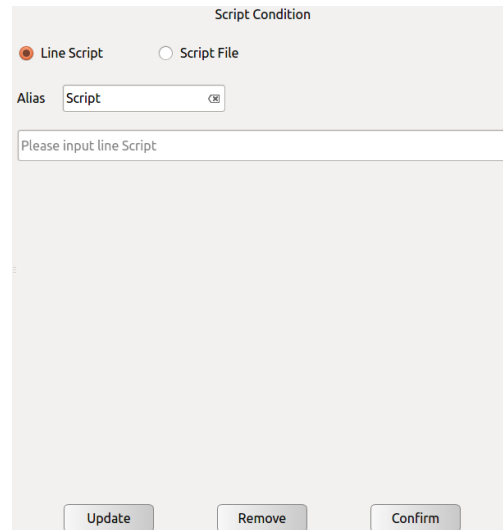 Script Condition
Line Script Script File
Alias Script
Please input line Script
Update Remove Confirm